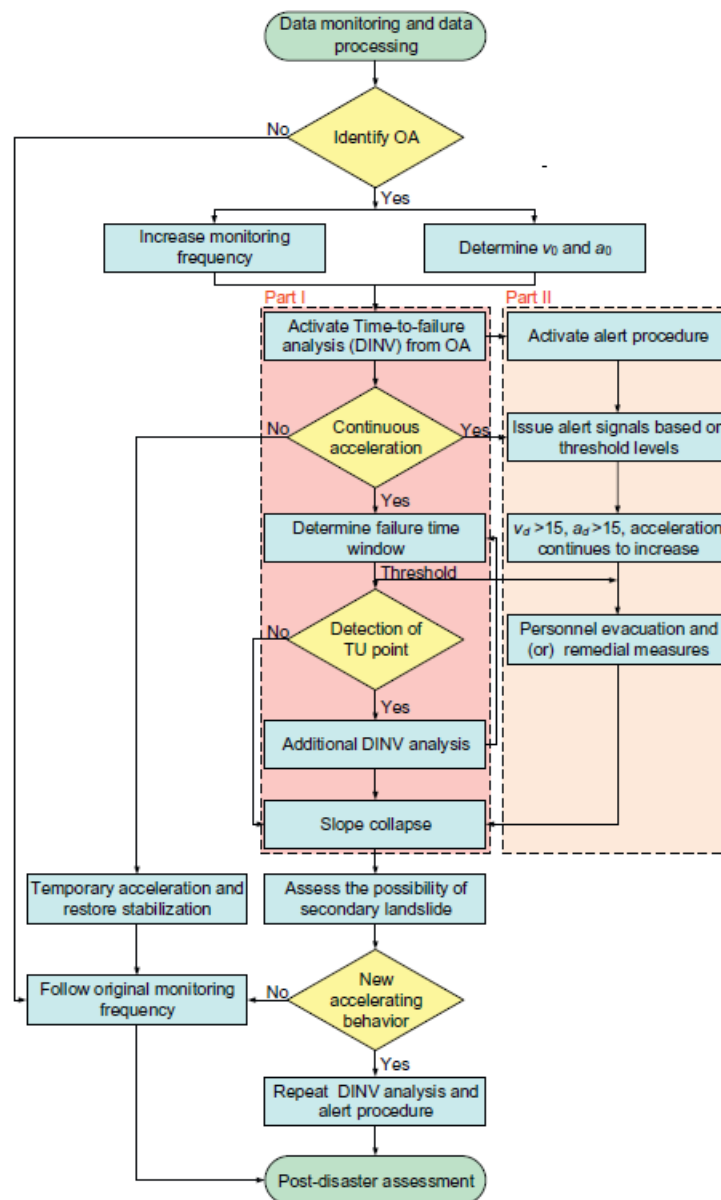 Data monitoring and data
processing
No
Identify OA
Yes
Increase monitoring
frequency
Determine v₀ and a₀
Part I
Part II
Activate Time-to-failure
analysis (DINV) from OA
Activate alert procedure
No
Continuous
acceleration
Yes
Issue alert signals based on
threshold levels
Yes
Determine failure time
window
v_d >15, a_d >15, acceleration
continues to increase
Threshold
No
Detection of
TU point
Personnel evacuation and
(or) remedial measures
Yes
Additional DINV analysis
Slope collapse
Temporary acceleration and
restore stabilization
Assess the possibility of
secondary landslide
Follow original monitoring
frequency
No
New
accelerating
behavior
Yes
Repeat DINV analysis and
alert procedure
Post-disaster assessment